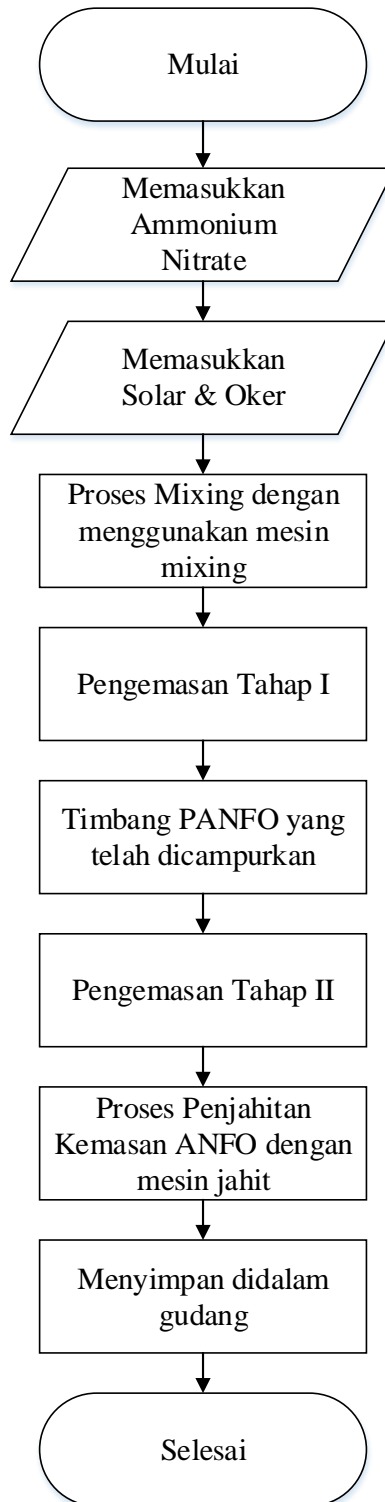 Mulai
Memasukkan
Ammonium
Nitrate
Memasukkan
Solar & Oker
Proses Mixing dengan
menggunakan mesin
mixing
Pengemasan Tahap I
Timbang PANFO yang
telah dicampurkan
Pengemasan Tahap II
Proses Penjahitan
Kemasan ANFO dengan
mesin jahit
Menyimpan didalam
gudang
Selesai